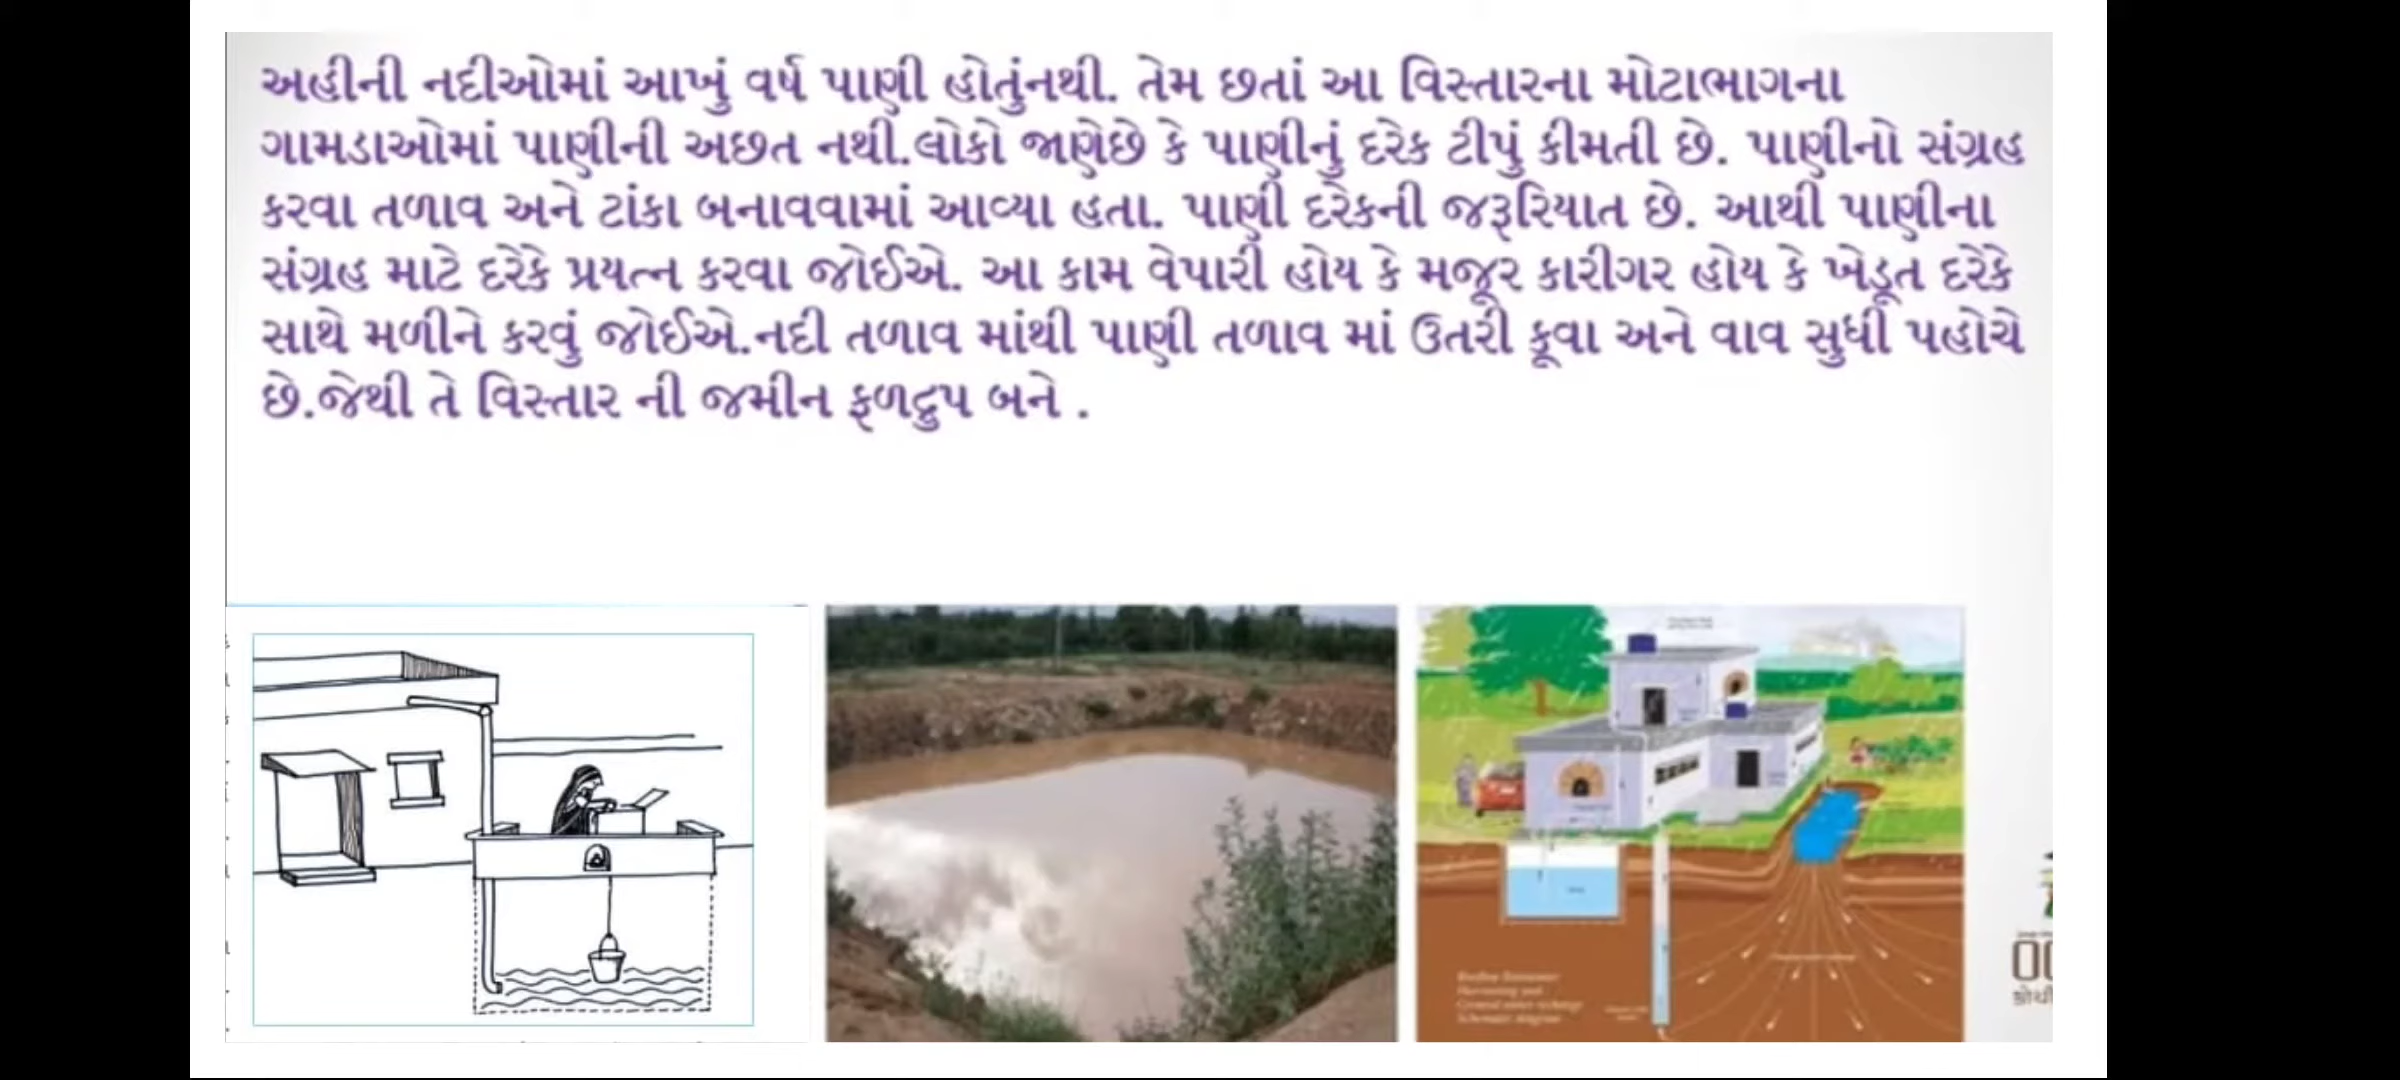 અહીની નદીઓમાં આખું વર્ષ પાણી હોતુંનથી. તેમ છતાં આ વિસ્તારના મોટાભાગના
ગામડાઓમાં પાણીની અછત નથી.લોકો જાણેછે કે પાણીનું દરેક ટીપું કીમતી છે. પાણીનો સંગ્રહ
કરવા તળાવ અને ટાંકા બનાવવામાં આવ્યા હતા. પાણી દરેકની જરૂરિયાત છે. આથી પાણીના
સંગ્રહ માટે દરેકે પ્રયત્ન કરવા જોઈએ. આ કામ વેપારી હોય કે મજૂર કારીગર હોય કે ખેડૂત દરેકે
સાથે મળીને કરવું જોઈએ.નદી તળાવ માંથી પાણી તળાવ માં ઉતરી કૂવા અને વાવ સુધી પહોચે
છે.જેથી તે વિસ્તાર ની જમીન ફળદ્રુપ બને .